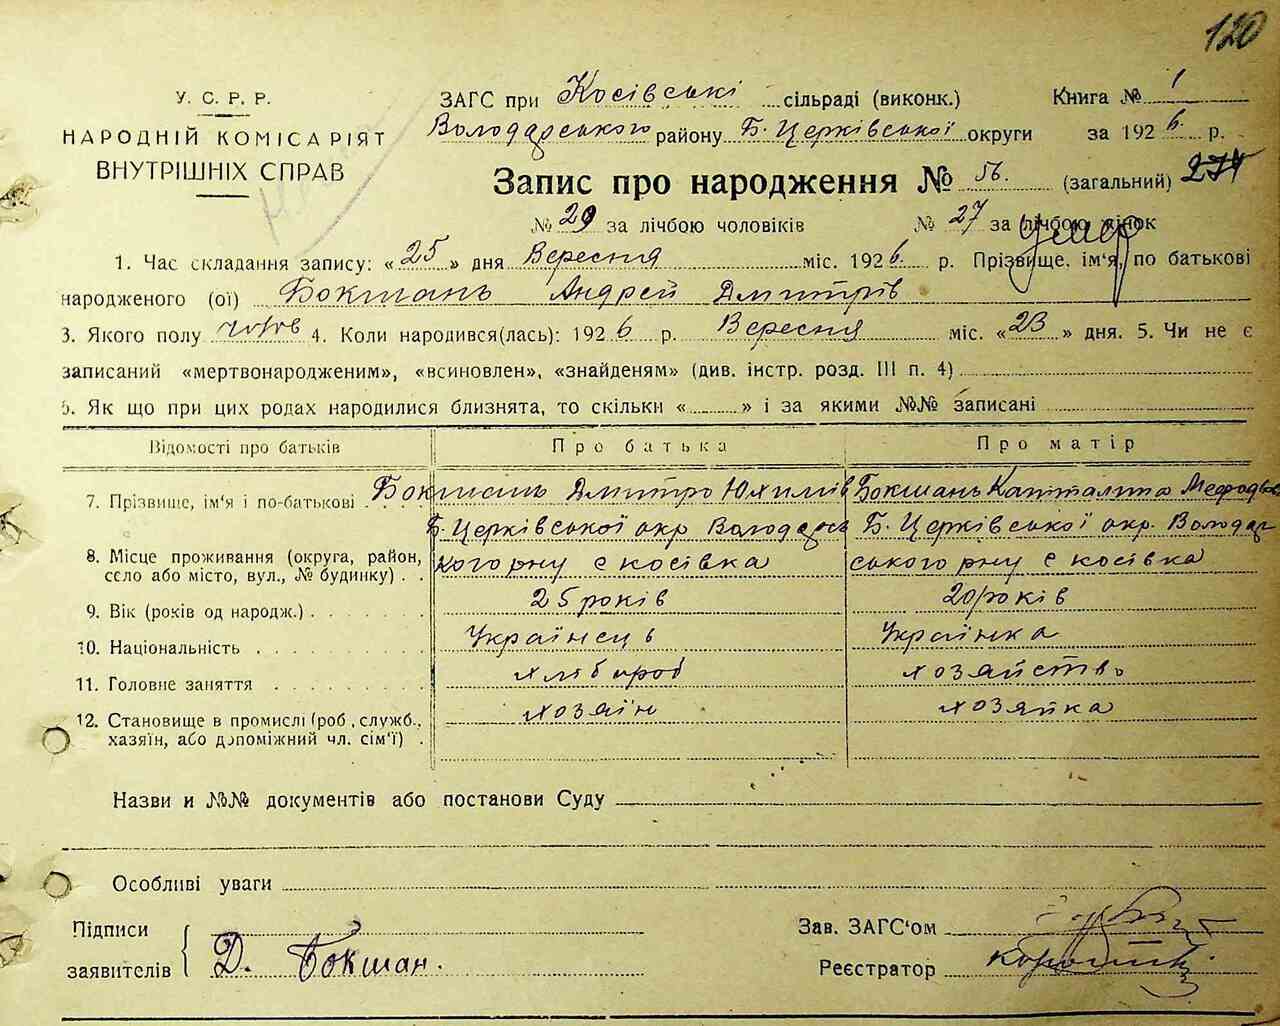 120
У. С. Р. Р.
НАРОДНІЙ КОМІСАРІЯТ
ВНУТРІШНІХ СПРАВ
ЗАГС при Косівські сільраді (виконк.) Книга № 1
Володарського району Б. Церківської округи за 1926 р.
Запис про народження № 56. (загальний) 274
№ 29 за лічбою чоловіків № 27 за лічбою жінок
умер
1. Час складання запису: «25» дня Вересня міс. 1926 р. Прізвище, ім'я, по батькові
народженого (ої) Бокшань Андрей Дмитрів
3. Якого полу чолов 4. Коли народився(лась): 1926 р. Вересня міс. «23» дня. 5. Чи не є
записаний «мертвонародженим», «всиновлен», «знайденям» (див. інстр. розд. III п. 4)
6. Як що при цих родах народилися близнята, то скільки « » і за якими №№ записані
Відомості про батьків Про батька Про матір
7. Прізвище, ім'я і по-батькові Бокшань Дмитро Юхимів Бокшань Капталина
Б. Церківської окр Володарсь Б. Церківської окр. Володар
8. Місце проживання (округа, район, кого рну с косівка ського рну с косівка
село або місто, вул., № будинку)
9. Вік (років од народж.) 25 років 20 років
10. Національність Українець Українка
11. Головне заняття хлібороб хозяйство
12. Становище в промислі (роб., служб., хозяїн хозяйка
хазяїн, або допоміжний чл. сім'ї)
Назви и №№ документів або постанови Суду
Особливі уваги
Підписи
заявителів Д. Бокшан.
Зав. ЗАГС'ом
Реєстратор